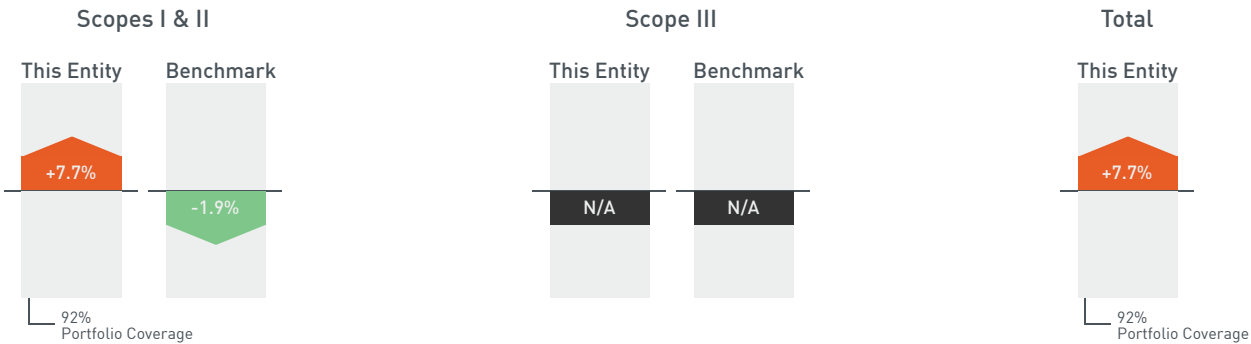 Scopes I & II
This Entity
Benchmark
+7.7%
-1.9%
92%
Portfolio Coverage
Scope III
This Entity
Benchmark
N/A
N/A
Total
This Entity
+7.7%
92%
Portfolio Coverage